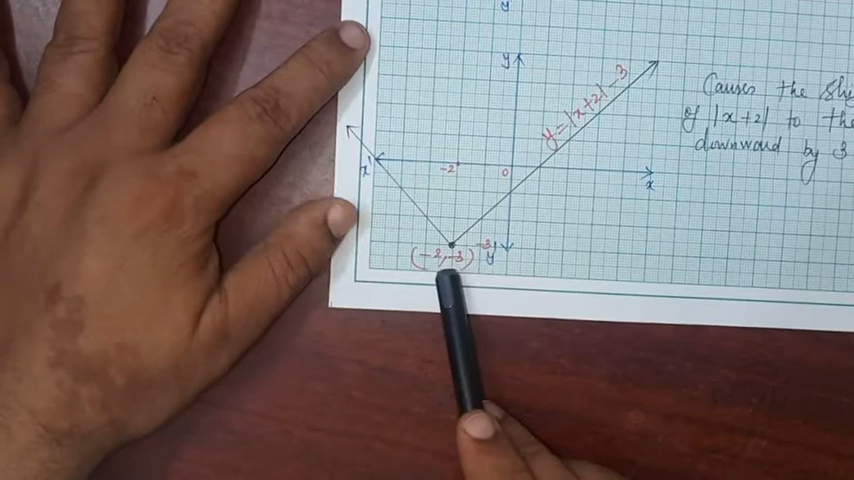 y
y
y=|x+2|-3
Causes the
of |x+2| to the
downward by 3
x'
-2
0
x
-3
y'
(-2,-3)